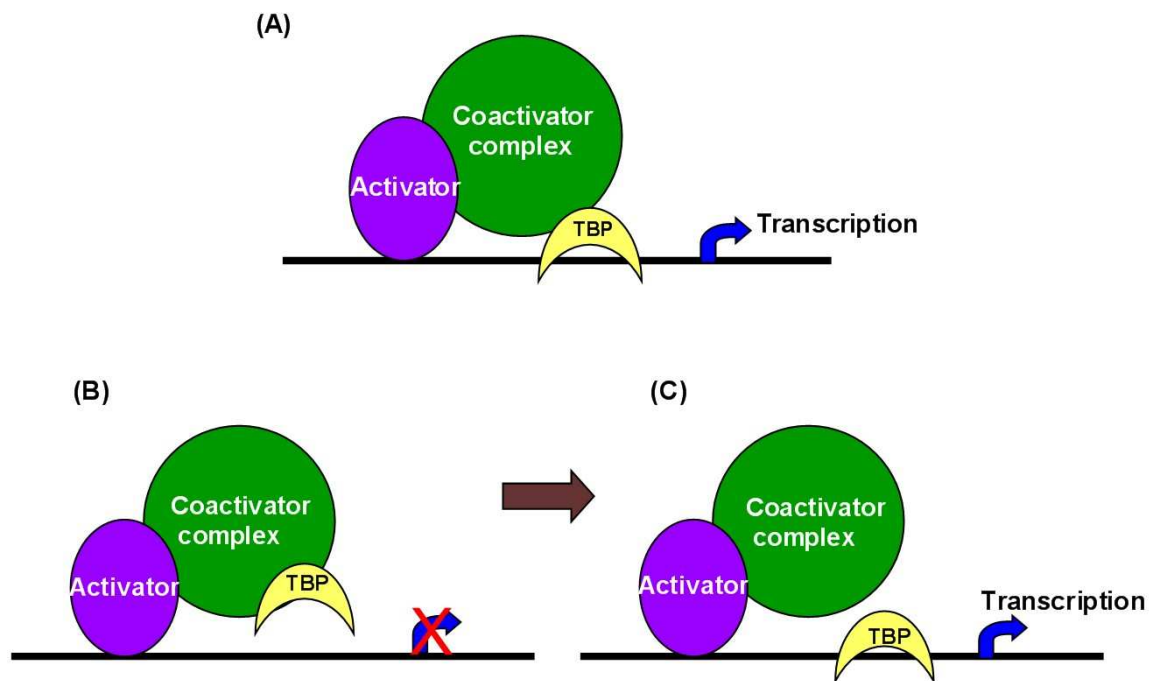 (A)
Coactivator
complex
Activator
TBP
Transcription
(B)
Coactivator
complex
Activator
TBP
(C)
Coactivator
complex
Activator
TBP
Transcription